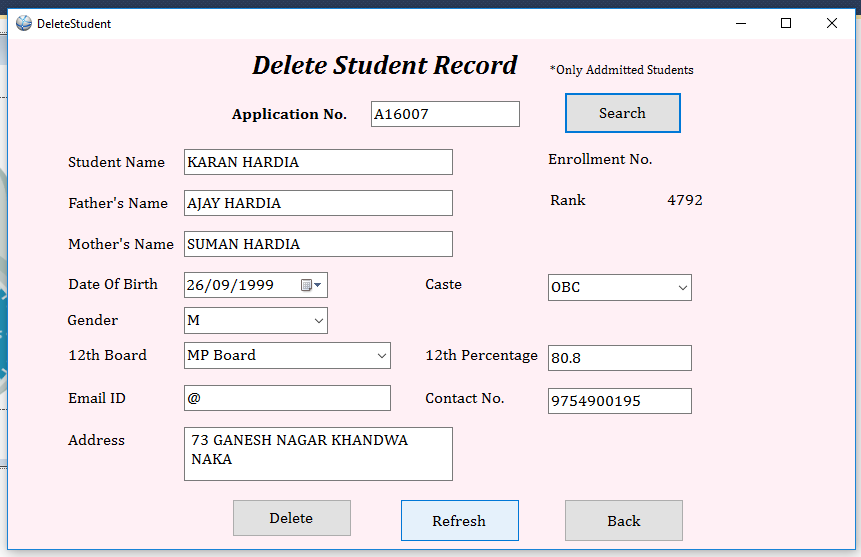 DeleteStudent
Delete Student Record
*Only Addmitted Students
Application No. A16007 Search
Student Name KARAN HARDIA Enrollment No.
Father's Name AJAY HARDIA Rank 4792
Mother's Name SUMAN HARDIA
Date Of Birth 26/09/1999 Caste OBC
Gender M
12th Board MP Board 12th Percentage 80.8
Email ID @ Contact No. 9754900195
Address 73 GANESH NAGAR KHANDWA
NAKA
Delete Refresh Back